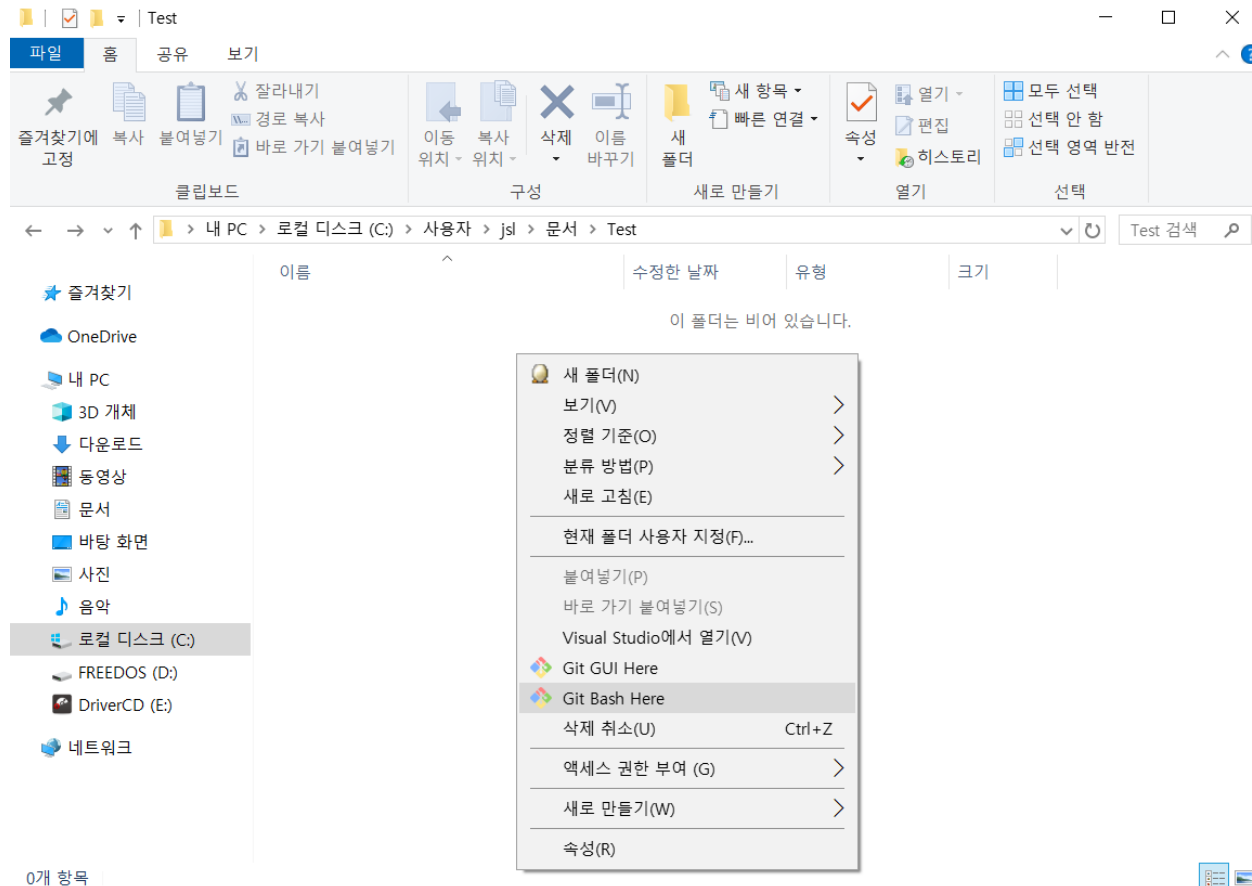 Test
파일 홈 공유 보기
즐겨찾기에 고정
복사
붙여넣기
잘라내기
경로 복사
바로 가기 붙여넣기
클립보드
이동 위치
복사 위치
삭제
이름 바꾸기
구성
새 폴더
새 항목
빠른 연결
새로 만들기
속성
열기
편집
히스토리
열기
모두 선택
선택 안 함
선택 영역 반전
선택
내 PC > 로컬 디스크 (C:) > 사용자 > jsl > 문서 > Test
Test 검색
이름 수정한 날짜 유형 크기
이 폴더는 비어 있습니다.
즐겨찾기
OneDrive
내 PC
3D 개체
다운로드
동영상
문서
바탕 화면
사진
음악
로컬 디스크 (C:)
FREEDOS (D:)
DriverCD (E:)
네트워크
새 폴더(N)
보기(V)
정렬 기준(O)
분류 방법(P)
새로 고침(E)
현재 폴더 사용자 지정(F)...
붙여넣기(P)
바로 가기 붙여넣기(S)
Visual Studio에서 열기(V)
Git GUI Here
Git Bash Here
삭제 취소(U) Ctrl+Z
액세스 권한 부여 (G)
새로 만들기(W)
속성(R)
0개 항목